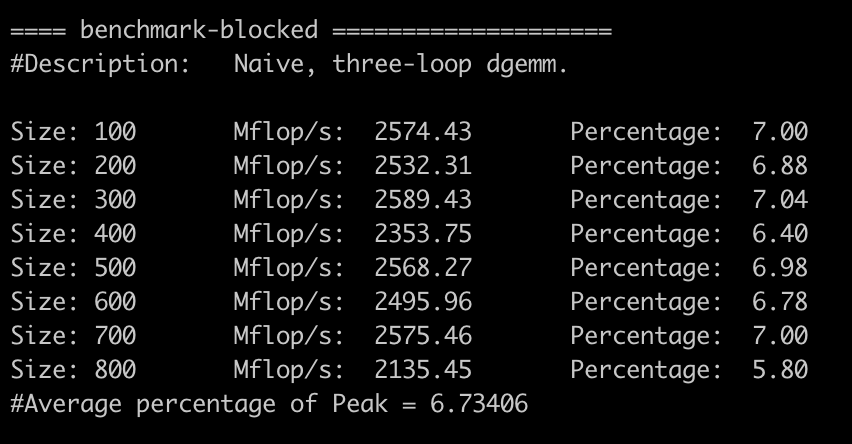 ==== benchmark-blocked ====================
#Description:   Naive, three-loop dgemm.

Size: 100       Mflop/s:  2574.43       Percentage:  7.00
Size: 200       Mflop/s:  2532.31       Percentage:  6.88
Size: 300       Mflop/s:  2589.43       Percentage:  7.04
Size: 400       Mflop/s:  2353.75       Percentage:  6.40
Size: 500       Mflop/s:  2568.27       Percentage:  6.98
Size: 600       Mflop/s:  2495.96       Percentage:  6.78
Size: 700       Mflop/s:  2575.46       Percentage:  7.00
Size: 800       Mflop/s:  2135.45       Percentage:  5.80
#Average percentage of Peak = 6.73406